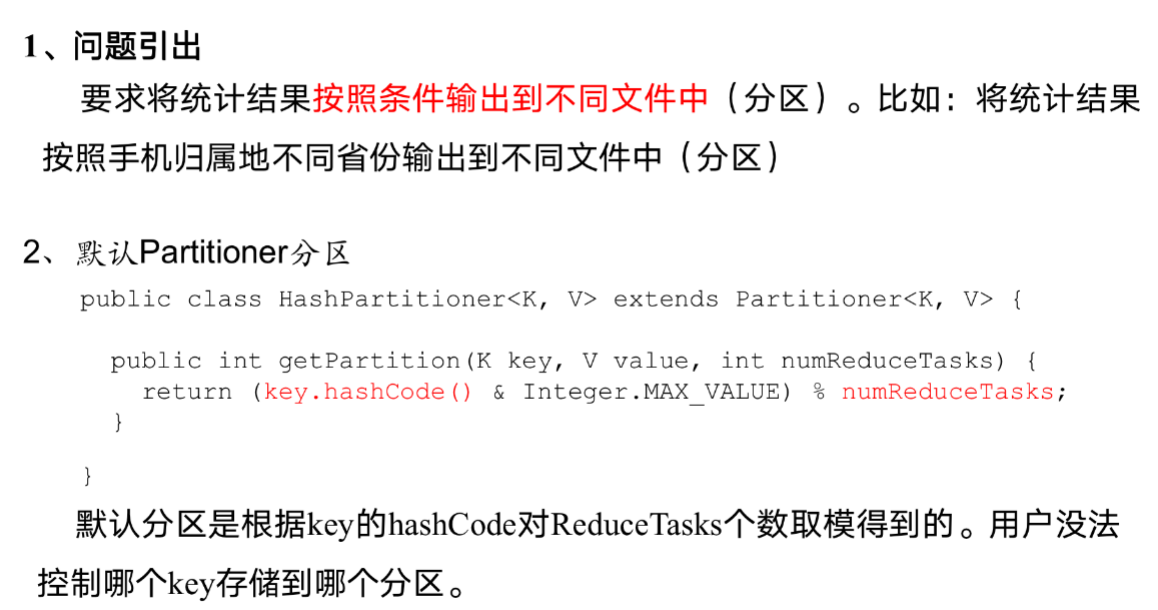 1、问题引出
要求将统计结果按照条件输出到不同文件中（分区）。比如：将统计结果
按照手机归属地不同省份输出到不同文件中（分区）
2、默认Partitioner分区
public class HashPartitioner<K, V> extends Partitioner<K, V> {
public int getPartition(K key, V value, int numReduceTasks) {
return (key.hashCode() & Integer.MAX_VALUE) % numReduceTasks;
}
}
默认分区是根据key的hashCode对ReduceTasks个数取模得到的。用户没法
控制哪个key存储到哪个分区。